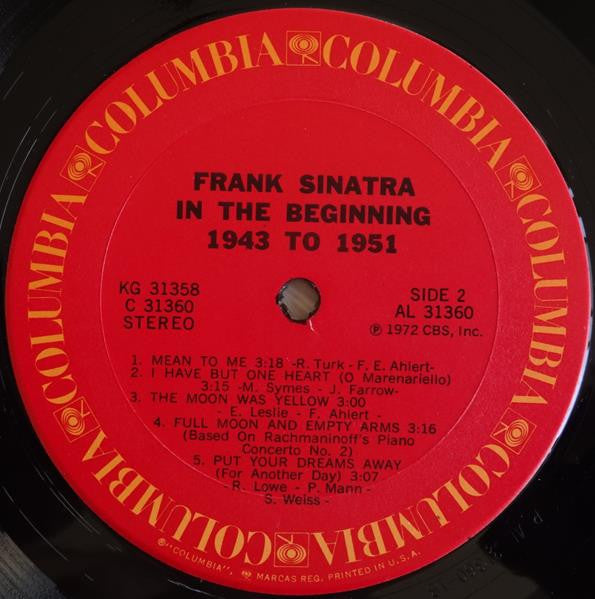 COLUMBIA COLUMBIA COLUMBIA COLUMBIA COLUMBIA COLUMBIA
FRANK SINATRA
IN THE BEGINNING
1943 TO 1951
KG 31358
C 31360
STEREO
SIDE 2
AL 31360
℗ 1972 CBS, Inc.
1. MEAN TO ME 3:18 -R. Turk - F. E. Ahlert-
2. I HAVE BUT ONE HEART (O Marenariello)
3:15 - M. Symes - J. Farrow-
3. THE MOON WAS YELLOW 3:00
- E. Leslie - F. Ahlert -
4. FULL MOON AND EMPTY ARMS 3:16
(Based On Rachmaninoff's Piano
Concerto No. 2)
5. PUT YOUR DREAMS AWAY
(For Another Day) 3:07
- R. Lowe - P. Mann -
S. Weiss -
®"COLUMBIA", MARCAS REG. PRINTED IN U.S.A.